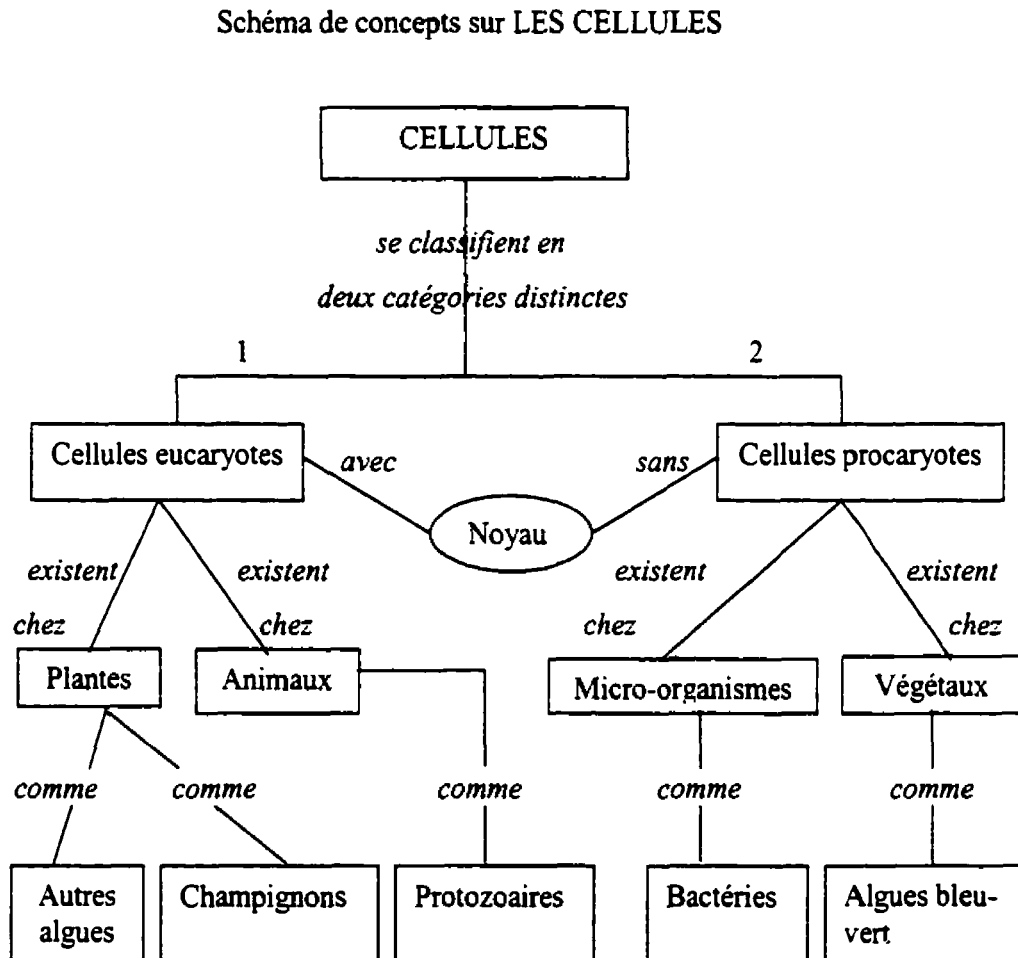 Schéma de concepts sur LES CELLULES
CELLULES
se classifient en
deux catégories distinctes
1 2
Cellules eucaryotes avec sans Cellules procaryotes
Noyau
existent existent existent existent
chez chez chez chez
Plantes Animaux Micro-organismes Végétaux
comme comme comme comme comme
Autres Champignons Protozoaires Bactéries Algues bleu-
algues vert